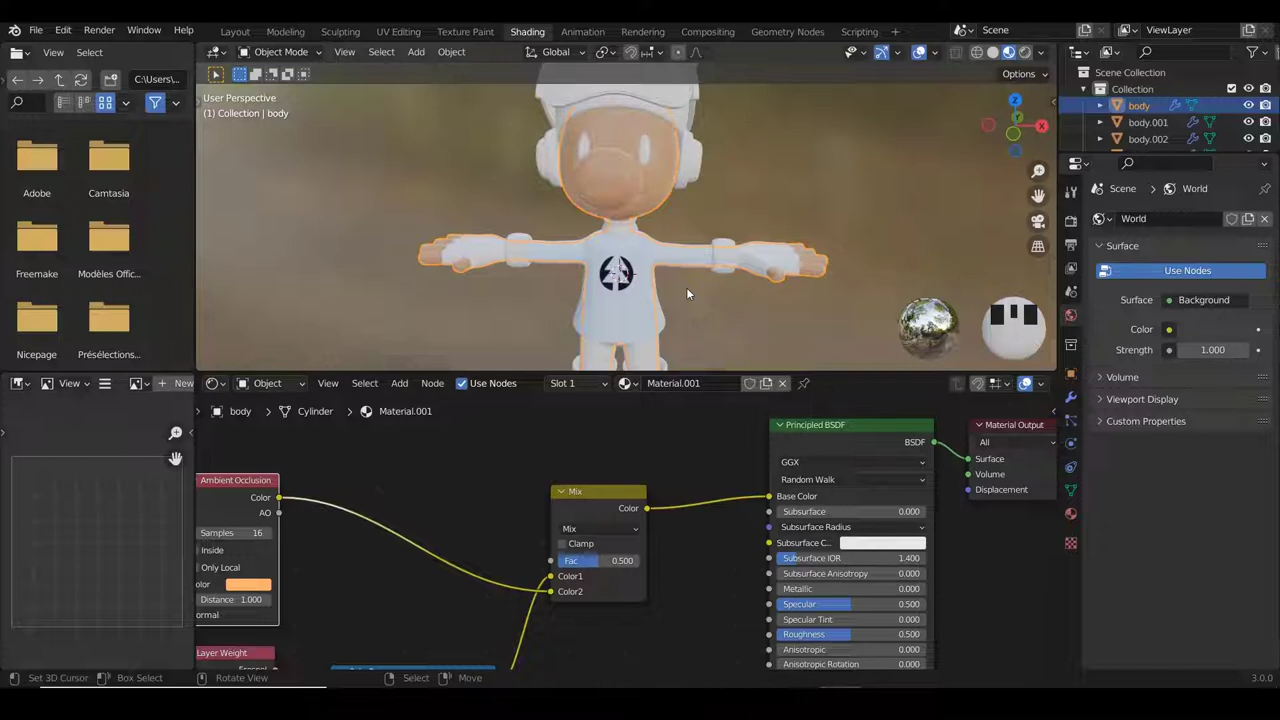 File Edit Render Window Help Layout Modeling Sculpting UV Editing Texture Paint Shading Animation Rendering Compositing Geometry Nodes Scripting + Scene ViewLayer
View Select Object Mode View Select Add Object Global
C:\Users\... Options Scene Collection
User Perspective Collection
(1) Collection | body body
Z
Y
X
body.001
body.002
Adobe Camtasia
Scene World
World
Surface
Use Nodes
Freemake Modèles Offic...
Surface Background
Color
Strength 1.000
Nicepage Présélections...
Volume
Viewport Display
Custom Properties
View New Object View Select Add Node Use Nodes Slot 1 Material.001
body Cylinder Material.001
Principled BSDF Material Output
BSDF All
GGX Surface
Random Walk Volume
Displacement
Ambient Occlusion
Color
AO
Samples 16
Inside
Only Local
olor
Distance 1.000
ormal
Layer Weight
Mix
Color
Mix
Clamp
Fac 0.500
Color1
Color2
Base Color
Subsurface 0.000
Subsurface Radius
Subsurface C...
Subsurface IOR 1.400
Subsurface Anisotropy 0.000
Metallic 0.000
Specular 0.500
Specular Tint 0.000
Roughness 0.500
Anisotropic 0.000
Anisotropic Rotation 0.000
Set 3D Cursor Box Select Rotate View Select Move 3.0.0